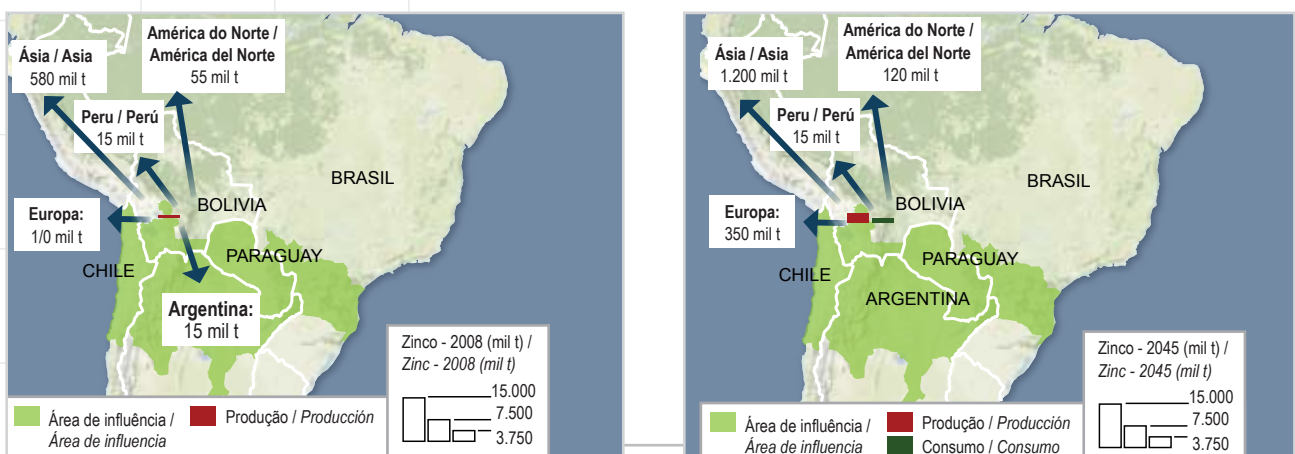 América do Norte /
América del Norte
55 mil t
Ásia / Asia
580 mil t
Peru / Perú
15 mil t
BRASIL
BOLIVIA
Europa:
1/0 mil t
PARAGUAY
CHILE
Argentina:
15 mil t
Zinco - 2008 (mil t) /
Zinc - 2008 (mil t)
15.000
7.500
3.750
Área de influência /
Área de influencia
Produção / Producción
América do Norte /
América del Norte
120 mil t
Ásia / Asia
1.200 mil t
Peru / Perú
15 mil t
BRASIL
BOLIVIA
Europa:
350 mil t
PARAGUAY
CHILE
ARGENTINA
Zinco - 2045 (mil t) /
Zinc - 2045 (mil t)
15.000
7.500
3.750
Área de influência /
Área de influencia
Produção / Producción
Consumo / Consumo